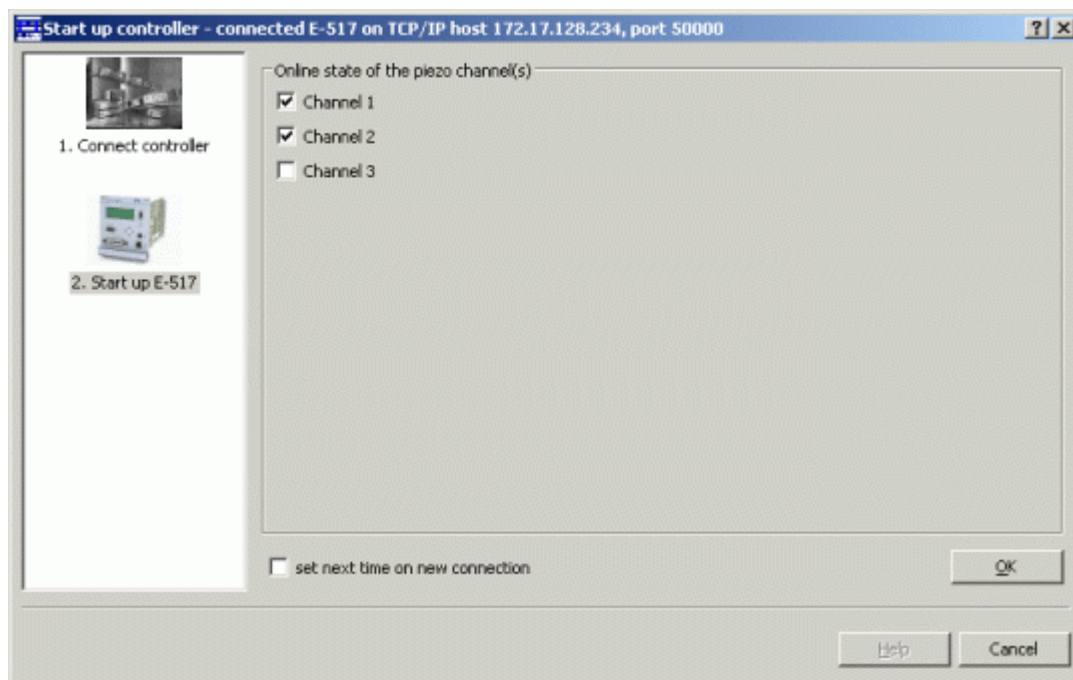 Start up controller - connected E-517 on TCP/IP host 172.17.128.234, port 50000
1. Connect controller
2. Start up E-517
Online state of the piezo channel(s)
Channel 1
Channel 2
Channel 3
set next time on new connection
OK
Help
Cancel